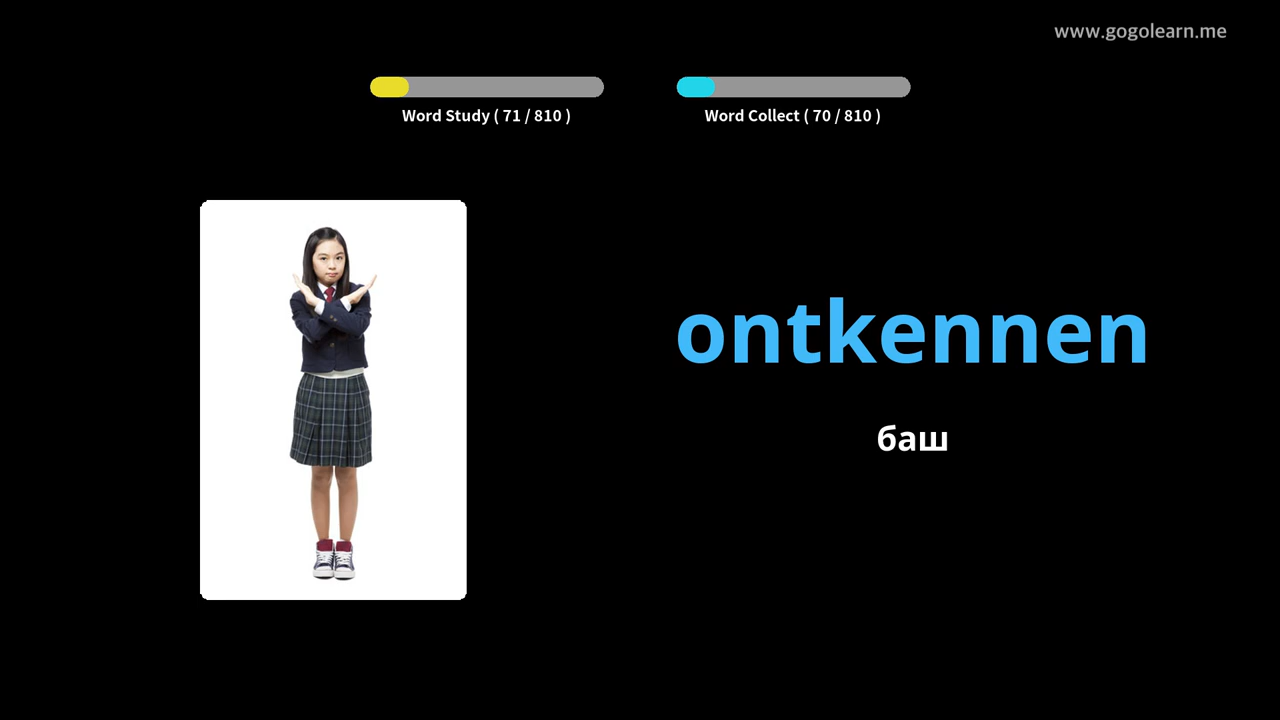 www.gogolearn.me
Word Study ( 71 / 810 )
Word Collect ( 70 / 810 )
ontkennen
баш